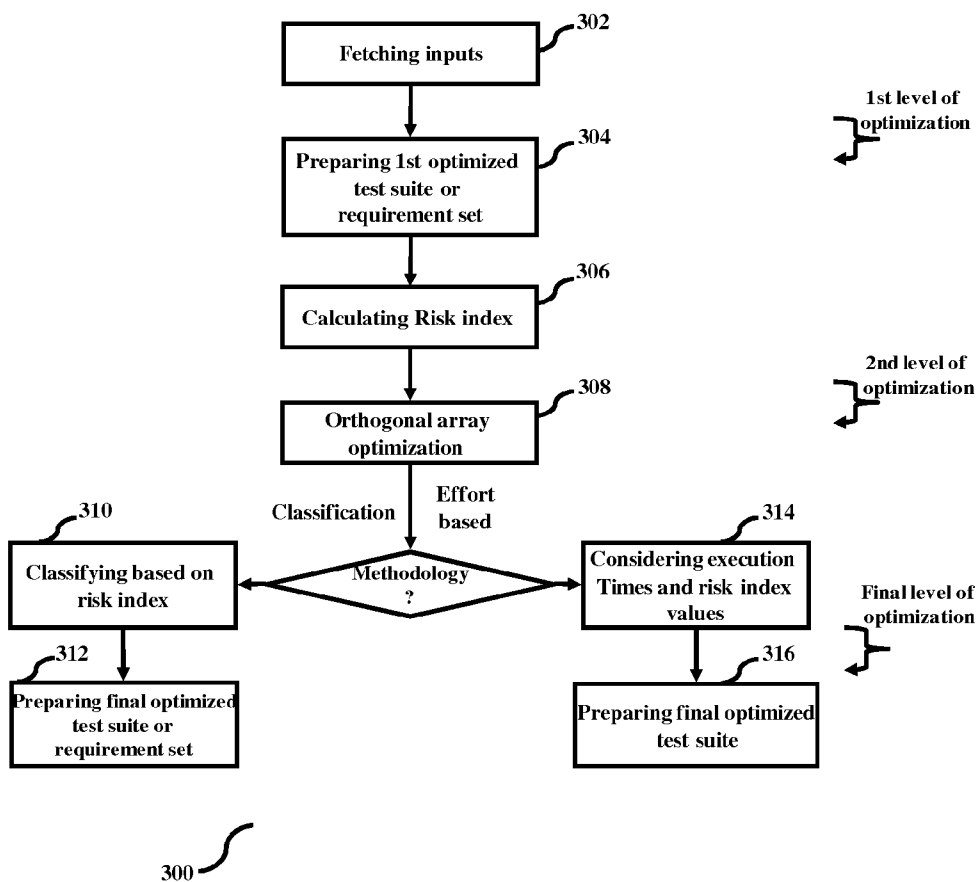 302
Fetching inputs
1st level of
optimization
304
Preparing 1st optimized
test suite or
requirement set
306
Calculating Risk index
2nd level of
optimization
308
Orthogonal array
optimization
Classification
Effort
based
310
Classifying based on
risk index
Methodology
?
314
Considering execution
Times and risk index
values
Final level of
optimization
312
Preparing final optimized
test suite or
requirement set
316
Preparing final optimized
test suite
300